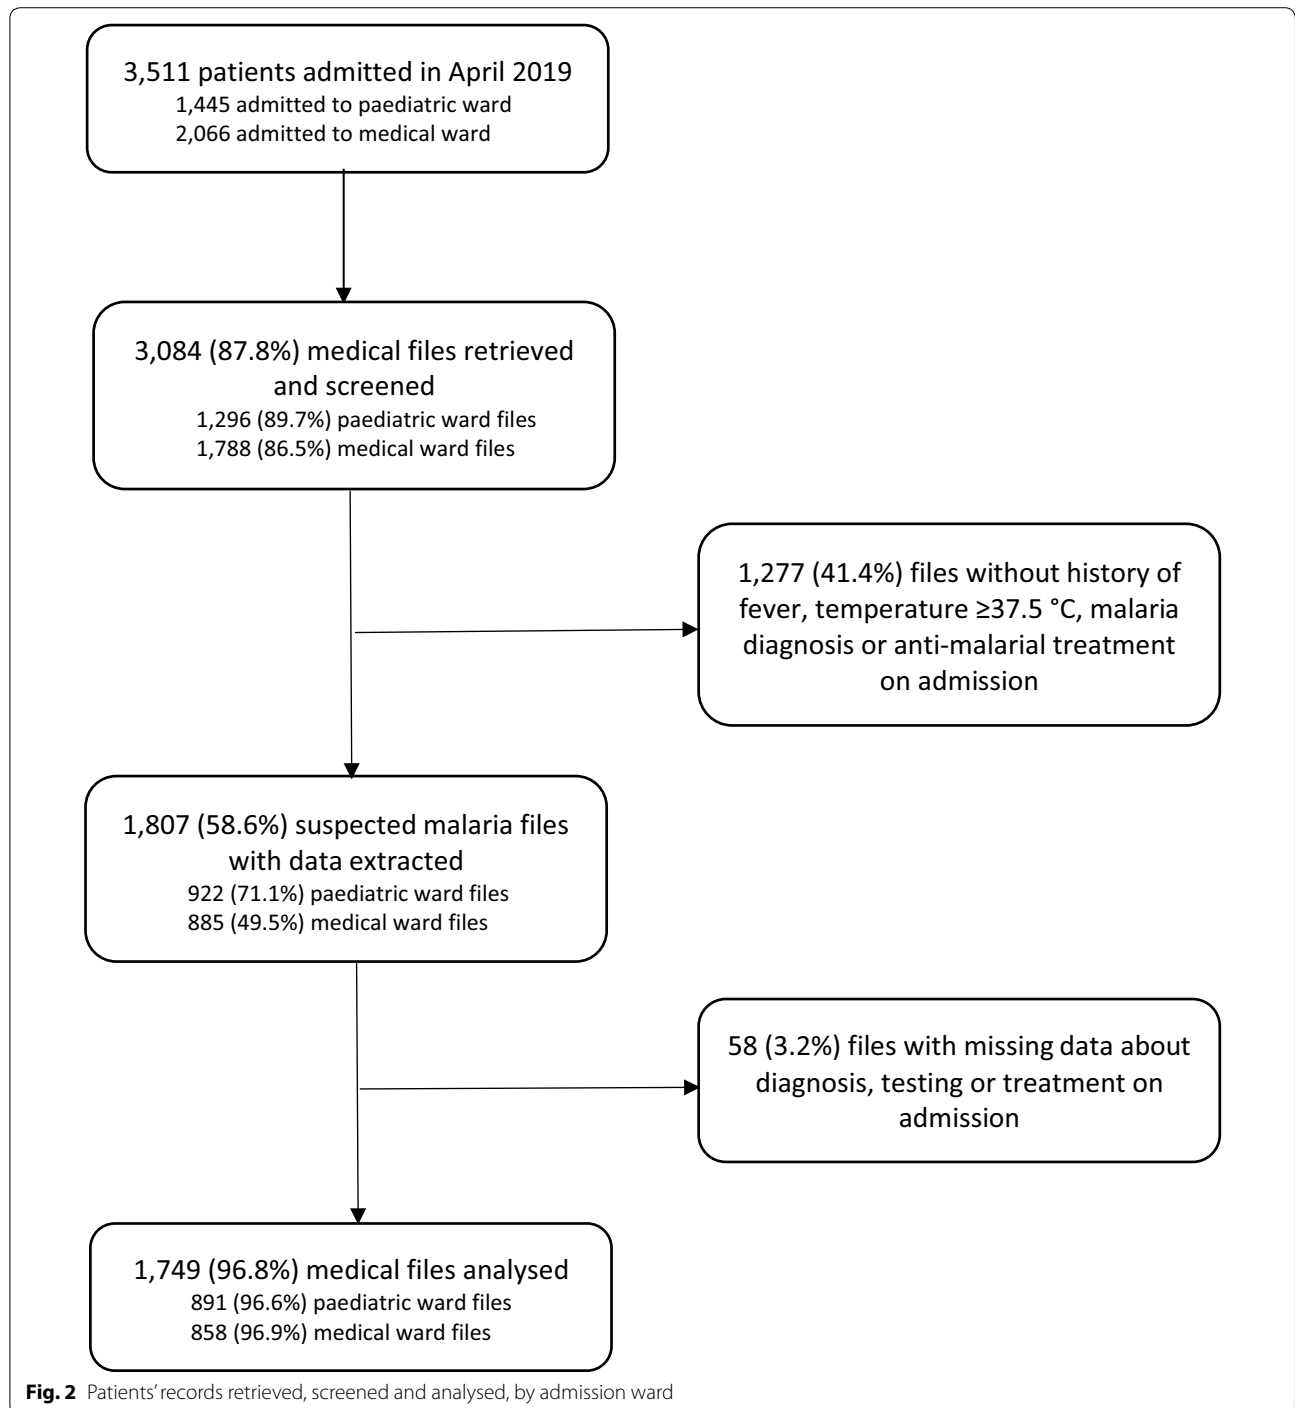 3,511 patients admitted in April 2019
1,445 admitted to paediatric ward
2,066 admitted to medical ward
3,084 (87.8%) medical files retrieved
and screened
1,296 (89.7%) paediatric ward files
1,788 (86.5%) medical ward files
1,277 (41.4%) files without history of
fever, temperature ≥37.5 °C, malaria
diagnosis or anti-malarial treatment
on admission
1,807 (58.6%) suspected malaria files
with data extracted
922 (71.1%) paediatric ward files
885 (49.5%) medical ward files
58 (3.2%) files with missing data about
diagnosis, testing or treatment on
admission
1,749 (96.8%) medical files analysed
891 (96.6%) paediatric ward files
858 (96.9%) medical ward files
Fig. 2 Patients' records retrieved, screened and analysed, by admission ward